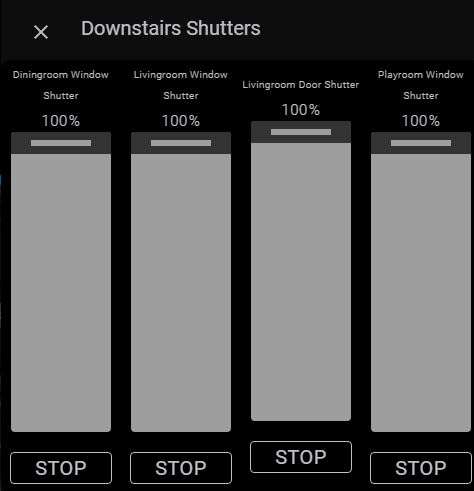 Downstairs Shutters
Diningroom Window
Shutter
100%
STOP
Livingroom Window
Shutter
100%
STOP
Livingroom Door Shutter
100%
STOP
Playroom Window
Shutter
100%
STOP